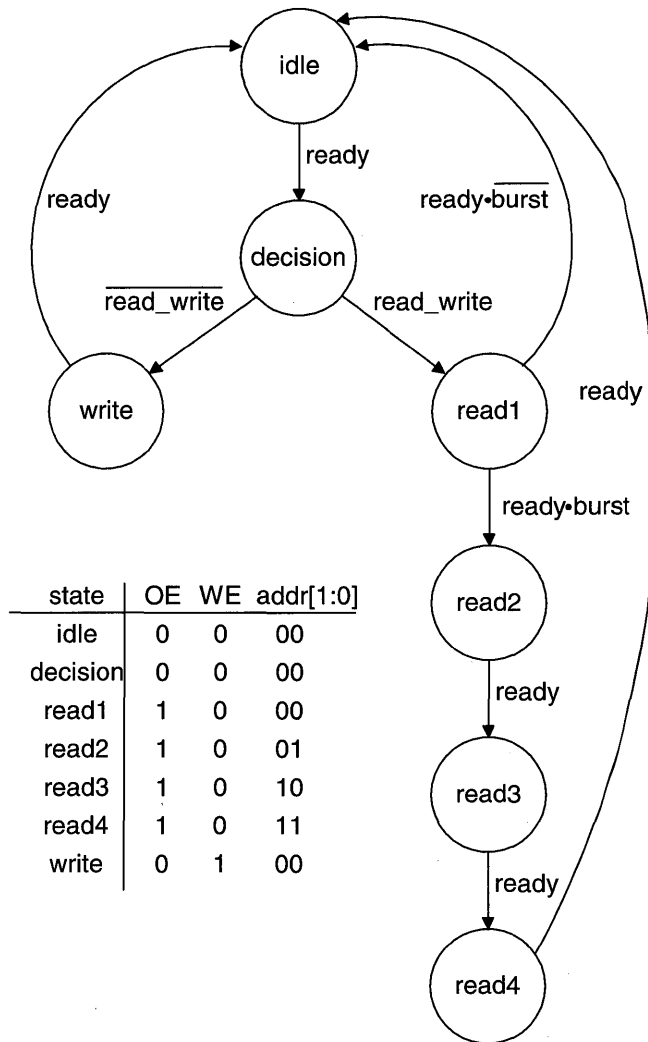 idle
ready
ready
ready•b̅u̅r̅s̅t̅
decision
r̅e̅a̅d̅_̅w̅r̅i̅t̅e̅
read_write
write
read1
ready
ready•burst
state OE WE addr[1:0]
idle 0 0 00
decision 0 0 00
read1 1 0 00
read2 1 0 01
read3 1 0 10
read4 1 0 11
write 0 1 00
read2
ready
read3
ready
read4